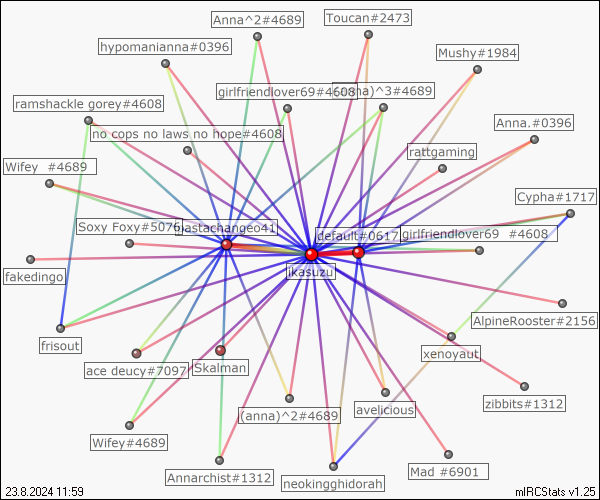 Anna^2#4689
Toucan#2473
hypomanianna#0396
Mushy#1984
girlfriendlover69#4608
(anna)^3#4689
ramshackle gorey#4608
Anna.#0396
no cops no laws no hope#4608
rattgaming
Wifey #4689
Cypha#1717
Soxy Foxy#5076
pastachangeo41
default#0617
girlfriendlover69 #4608
fakedingo
ikasuzu
AlpineRooster#2156
frisout
xenoyaut
ace deucy#7097
Skalman
zibbits#1312
(anna)^2#4689
avelicious
Wifey#4689
Annarchist#1312
neokingghidorah
Mad #6901
23.8.2024 11:59
mIRCStats v1.25